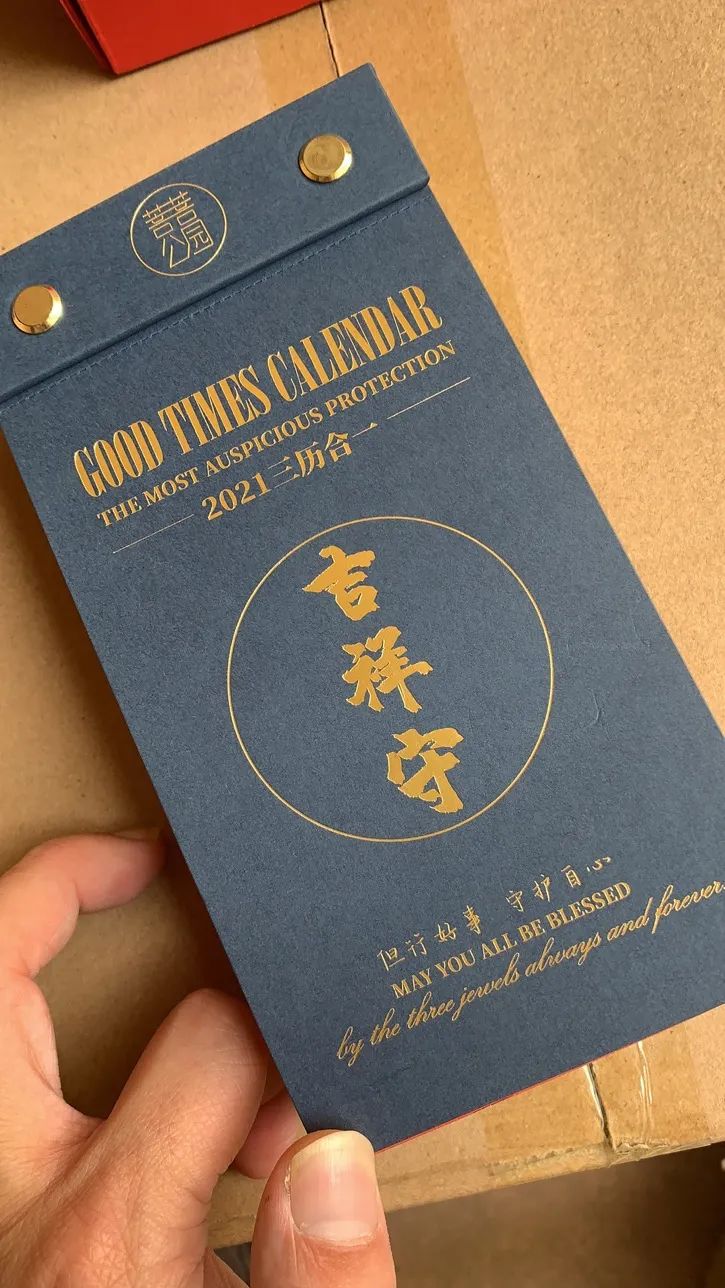 菩菩
公园
GOOD TIMES CALENDAR
THE MOST AUSPICIOUS PROTECTION
2021三历合一
吉
祥
守
但行好事 守护自心
MAY YOU ALL BE BLESSED
by the three jewels always and forever